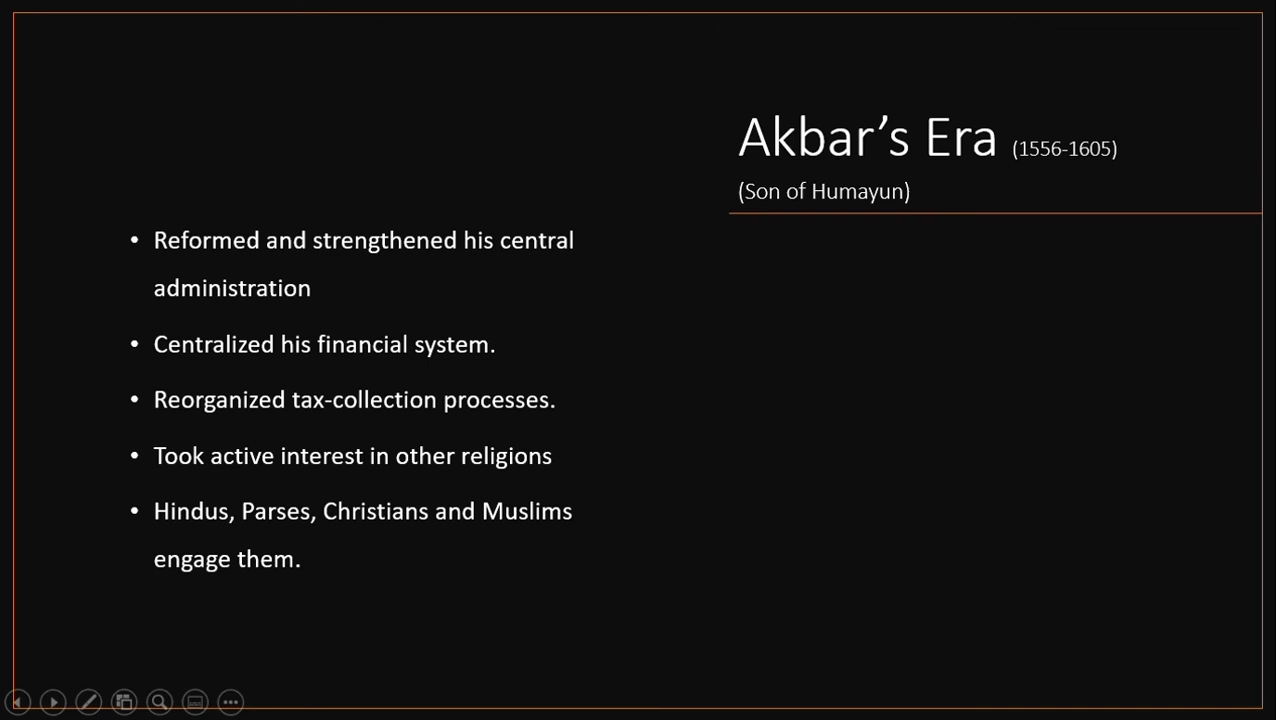 Akbar’s Era (1556-1605)
(Son of Humayun)
• Reformed and strengthened his central
administration
• Centralized his financial system.
• Reorganized tax-collection processes.
• Took active interest in other religions
• Hindus, Parses, Christians and Muslims
engage them.